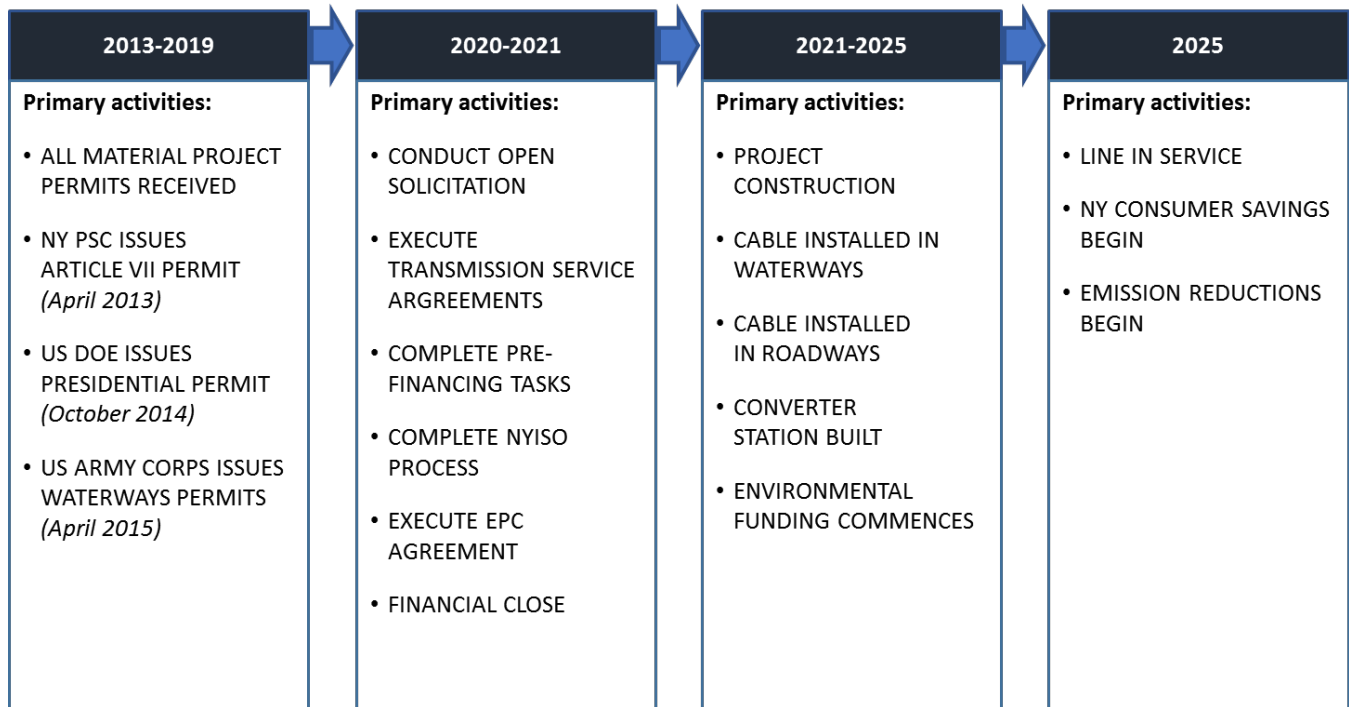 2013-2019
Primary activities:
• ALL MATERIAL PROJECT
PERMITS RECEIVED
• NY PSC ISSUES
ARTICLE VII PERMIT
(April 2013)
• US DOE ISSUES
PRESIDENTIAL PERMIT
(October 2014)
• US ARMY CORPS ISSUES
WATERWAYS PERMITS
(April 2015)
2020-2021
Primary activities:
• CONDUCT OPEN
SOLICITATION
• EXECUTE
TRANSMISSION SERVICE
ARGREEMENTS
• COMPLETE PRE-
FINANCING TASKS
• COMPLETE NYISO
PROCESS
• EXECUTE EPC
AGREEMENT
• FINANCIAL CLOSE
2021-2025
Primary activities:
• PROJECT
CONSTRUCTION
• CABLE INSTALLED IN
WATERWAYS
• CABLE INSTALLED
IN ROADWAYS
• CONVERTER
STATION BUILT
• ENVIRONMENTAL
FUNDING COMMENCES
2025
Primary activities:
• LINE IN SERVICE
• NY CONSUMER SAVINGS
BEGIN
• EMISSION REDUCTIONS
BEGIN